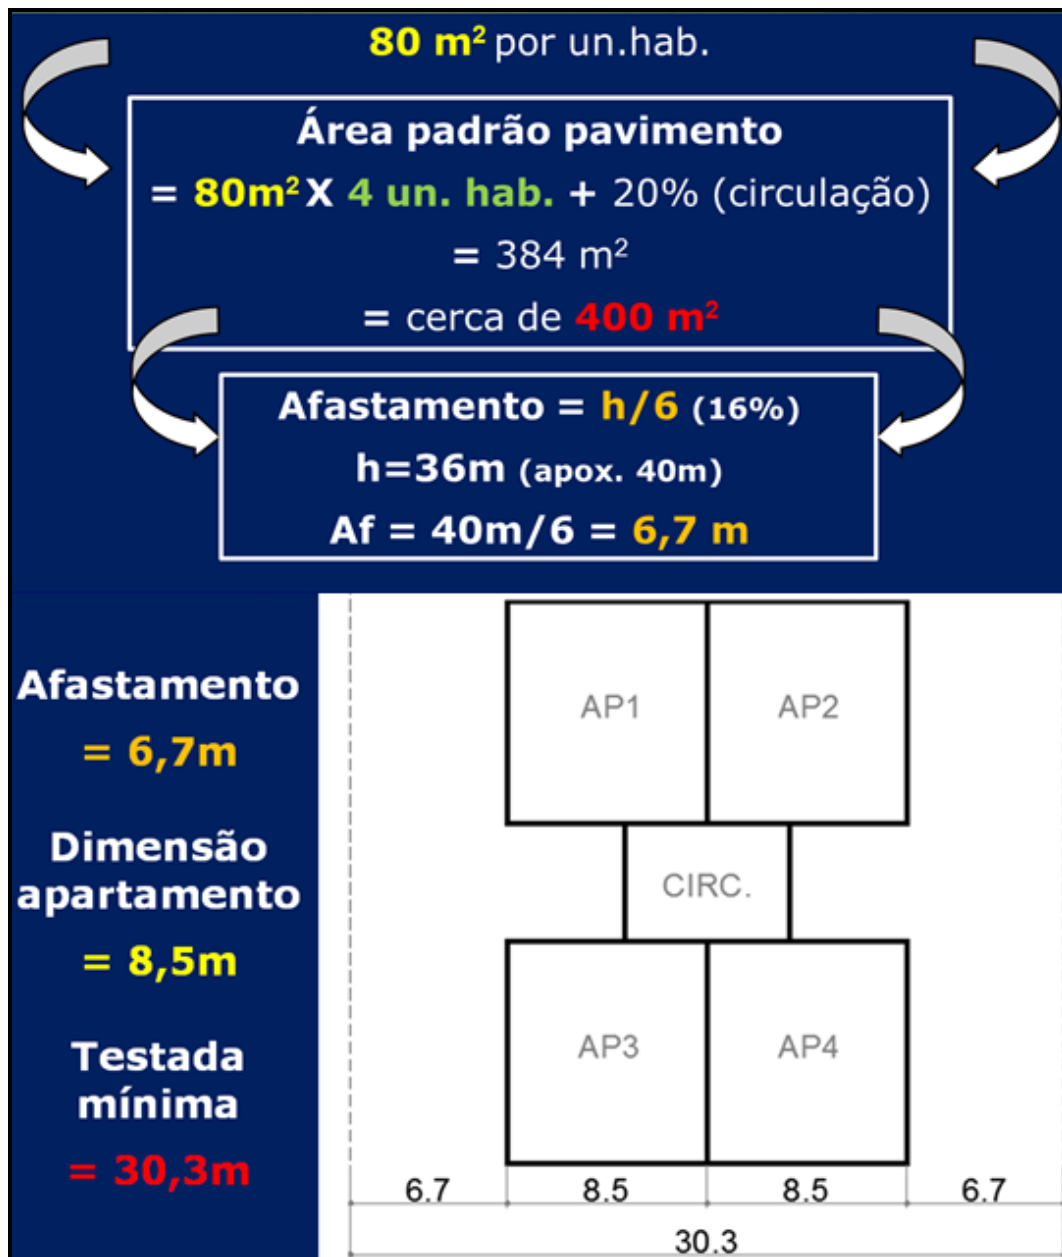 80 m² por un.hab.
Área padrão pavimento
= 80m² X 4 un. hab. + 20% (circulação)
= 384 m²
= cerca de 400 m²
Afastamento = h/6 (16%)
h=36m (apox. 40m)
Af = 40m/6 = 6,7 m
Afastamento
= 6,7m
Dimensão
apartamento
= 8,5m
Testada
mínima
= 30,3m
AP1 AP2
CIRC.
AP3 AP4
6.7 8.5 8.5 6.7
30.3